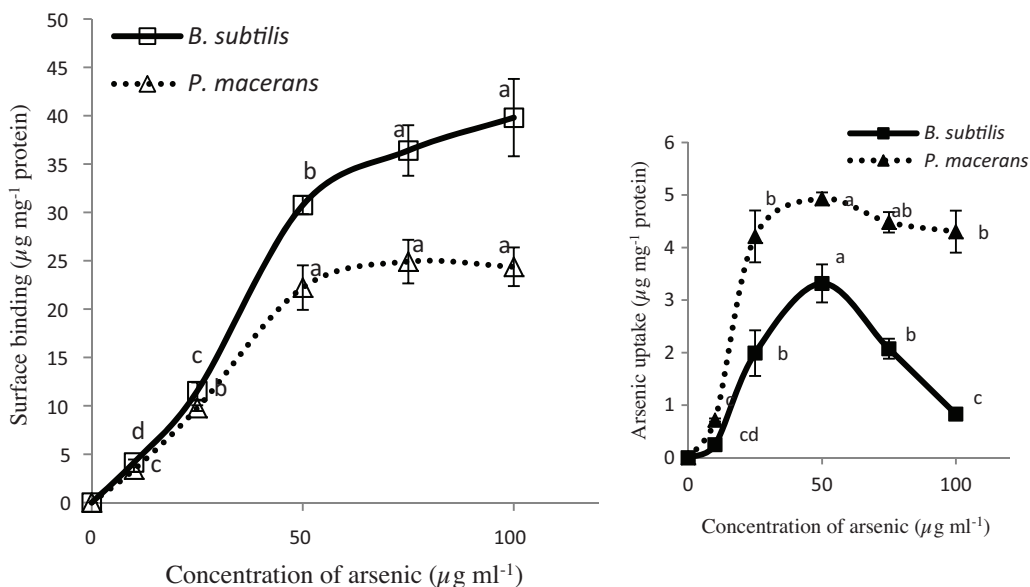 50
45
40
35
30
25
20
15
10
5
0
Surface binding (µg mg⁻¹ protein)
B. subtilis
P. macerans
d
c
c
b
b
a
a
a
a
a
0
50
100
Concentration of arsenic (µg ml⁻¹)
B. subtilis
P. macerans
6
5
4
3
2
1
0
Arsenic uptake (µg mg⁻¹ protein)
b
a
ab
b
a
b
b
c
c
cd
0
50
100
Concentration of arsenic (µg ml⁻¹)